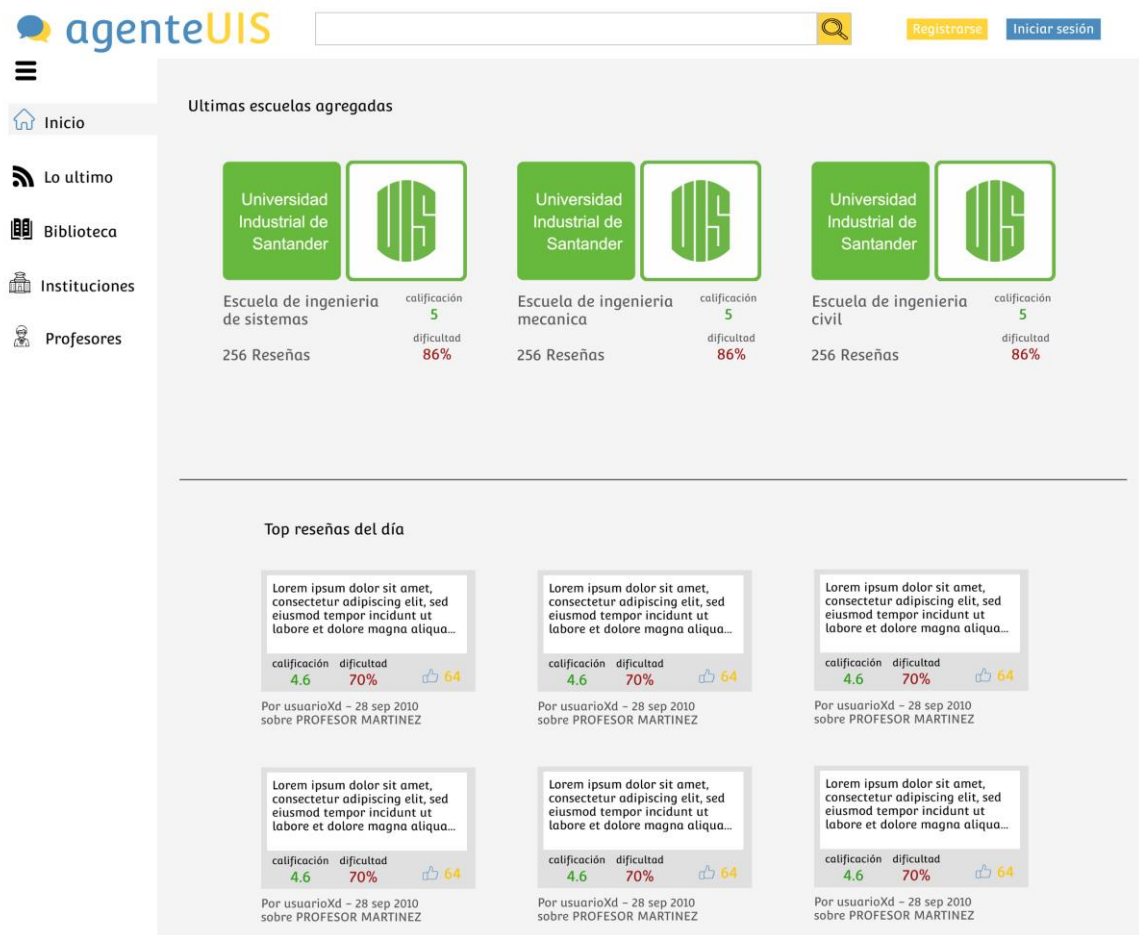 agenteUIS
Registrarse
Iniciar sesión
Inicio
Lo ultimo
Biblioteca
Instituciones
Profesores
Ultimas escuelas agregadas
Universidad
Industrial de
Santander
UIS
Escuela de ingenieria
de sistemas
256 Reseñas
calificación
5
dificultad
86%
Universidad
Industrial de
Santander
UIS
Escuela de ingenieria
mecanica
256 Reseñas
calificación
5
dificultad
86%
Universidad
Industrial de
Santander
UIS
Escuela de ingenieria
civil
256 Reseñas
calificación
5
dificultad
86%
Top reseñas del día
Lorem ipsum dolor sit amet,
consectetur adipiscing elit, sed
eiusmod tempor incidunt ut
labore et dolore magna aliqua...
calificación dificultad
4.6 70% 64
Por usuarioXd – 28 sep 2010
sobre PROFESOR MARTINEZ
Lorem ipsum dolor sit amet,
consectetur adipiscing elit, sed
eiusmod tempor incidunt ut
labore et dolore magna aliqua...
calificación dificultad
4.6 70% 64
Por usuarioXd – 28 sep 2010
sobre PROFESOR MARTINEZ
Lorem ipsum dolor sit amet,
consectetur adipiscing elit, sed
eiusmod tempor incidunt ut
labore et dolore magna aliqua...
calificación dificultad
4.6 70% 64
Por usuarioXd – 28 sep 2010
sobre PROFESOR MARTINEZ
Lorem ipsum dolor sit amet,
consectetur adipiscing elit, sed
eiusmod tempor incidunt ut
labore et dolore magna aliqua...
calificación dificultad
4.6 70% 64
Por usuarioXd – 28 sep 2010
sobre PROFESOR MARTINEZ
Lorem ipsum dolor sit amet,
consectetur adipiscing elit, sed
eiusmod tempor incidunt ut
labore et dolore magna aliqua...
calificación dificultad
4.6 70% 64
Por usuarioXd – 28 sep 2010
sobre PROFESOR MARTINEZ
Lorem ipsum dolor sit amet,
consectetur adipiscing elit, sed
eiusmod tempor incidunt ut
labore et dolore magna aliqua...
calificación dificultad
4.6 70% 64
Por usuarioXd – 28 sep 2010
sobre PROFESOR MARTINEZ